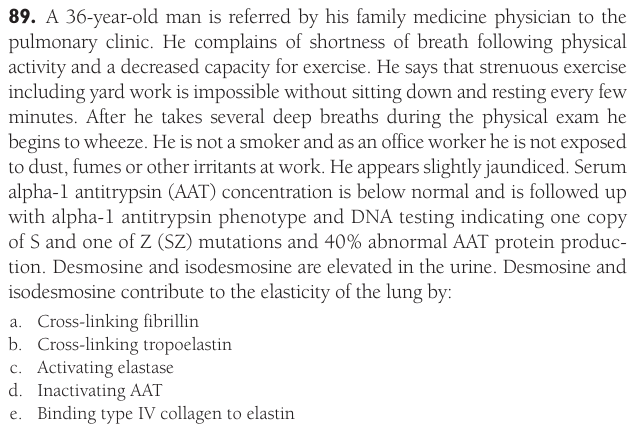 89. A 36-year-old man is referred by his family medicine physician to the
pulmonary clinic. He complains of shortness of breath following physical
activity and a decreased capacity for exercise. He says that strenuous exercise
including yard work is impossible without sitting down and resting every few
minutes. After he takes several deep breaths during the physical exam he
begins to wheeze. He is not a smoker and as an office worker he is not exposed
to dust, fumes or other irritants at work. He appears slightly jaundiced. Serum
alpha-1 antitrypsin (AAT) concentration is below normal and is followed up
with alpha-1 antitrypsin phenotype and DNA testing indicating one copy
of S and one of Z (SZ) mutations and 40% abnormal AAT protein produc-
tion. Desmosine and isodesmosine are elevated in the urine. Desmosine and
isodesmosine contribute to the elasticity of the lung by:
a. Cross-linking fibrillin
b. Cross-linking tropoelastin
c. Activating elastase
d. Inactivating AAT
e. Binding type IV collagen to elastin